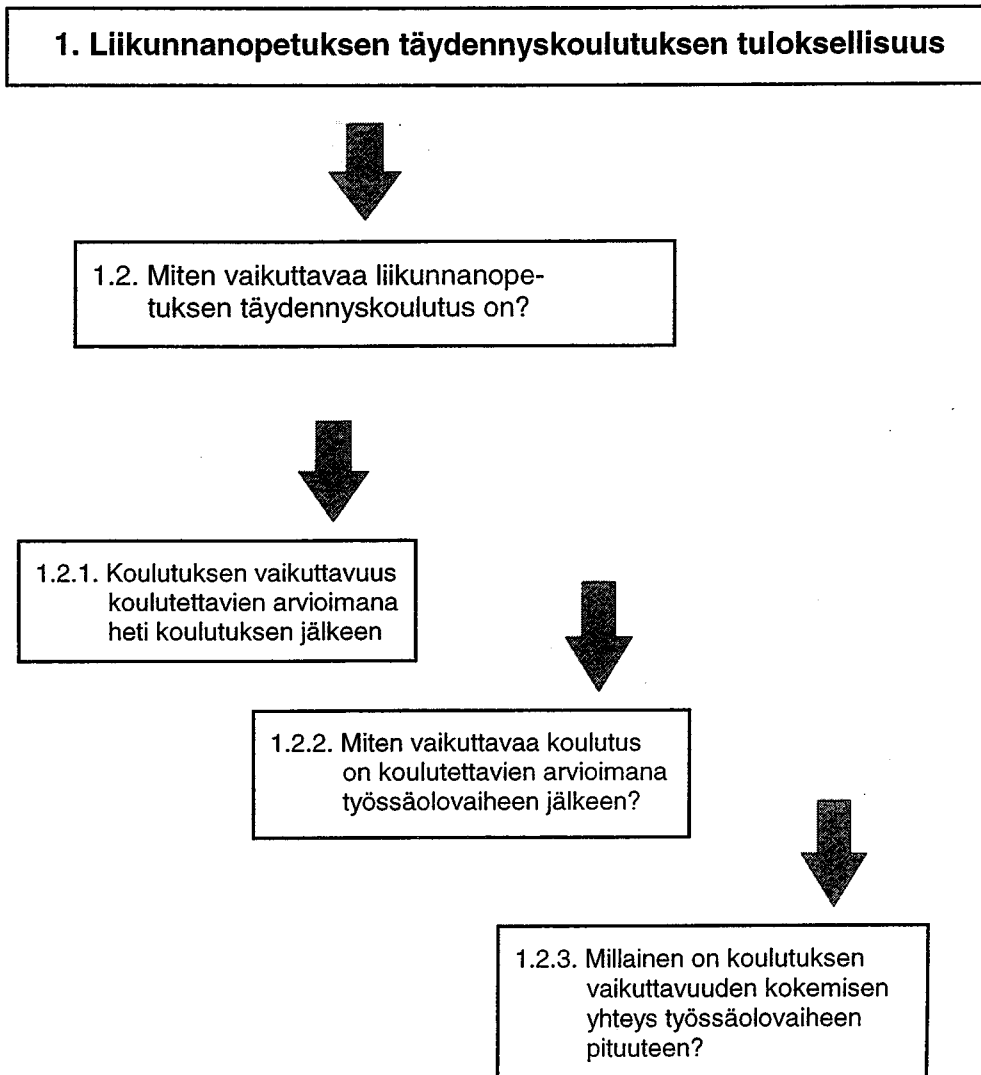 1. Liikunnanopetuksen täydennyskoulutuksen tuloksellisuus
1.2. Miten vaikuttavaa liikunnanope-
tuksen täydennyskoulutus on?
1.2.1. Koulutuksen vaikuttavuus
koulutettavien arvioimana
heti koulutuksen jälkeen
1.2.2. Miten vaikuttavaa koulutus
on koulutettavien arvioimana
työssäolovaiheen jälkeen?
1.2.3. Millainen on koulutuksen
vaikuttavuuden kokemisen
yhteys työssäolovaiheen
pituuteen?